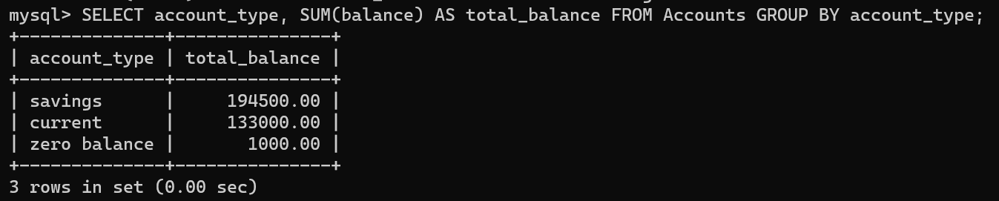 mysql> SELECT account_type, SUM(balance) AS total_balance FROM Accounts GROUP BY account_type;
+--------------+---------------+
| account_type | total_balance |
+--------------+---------------+
| savings      |     194500.00 |
| current      |     133000.00 |
| zero balance |       1000.00 |
+--------------+---------------+
3 rows in set (0.00 sec)